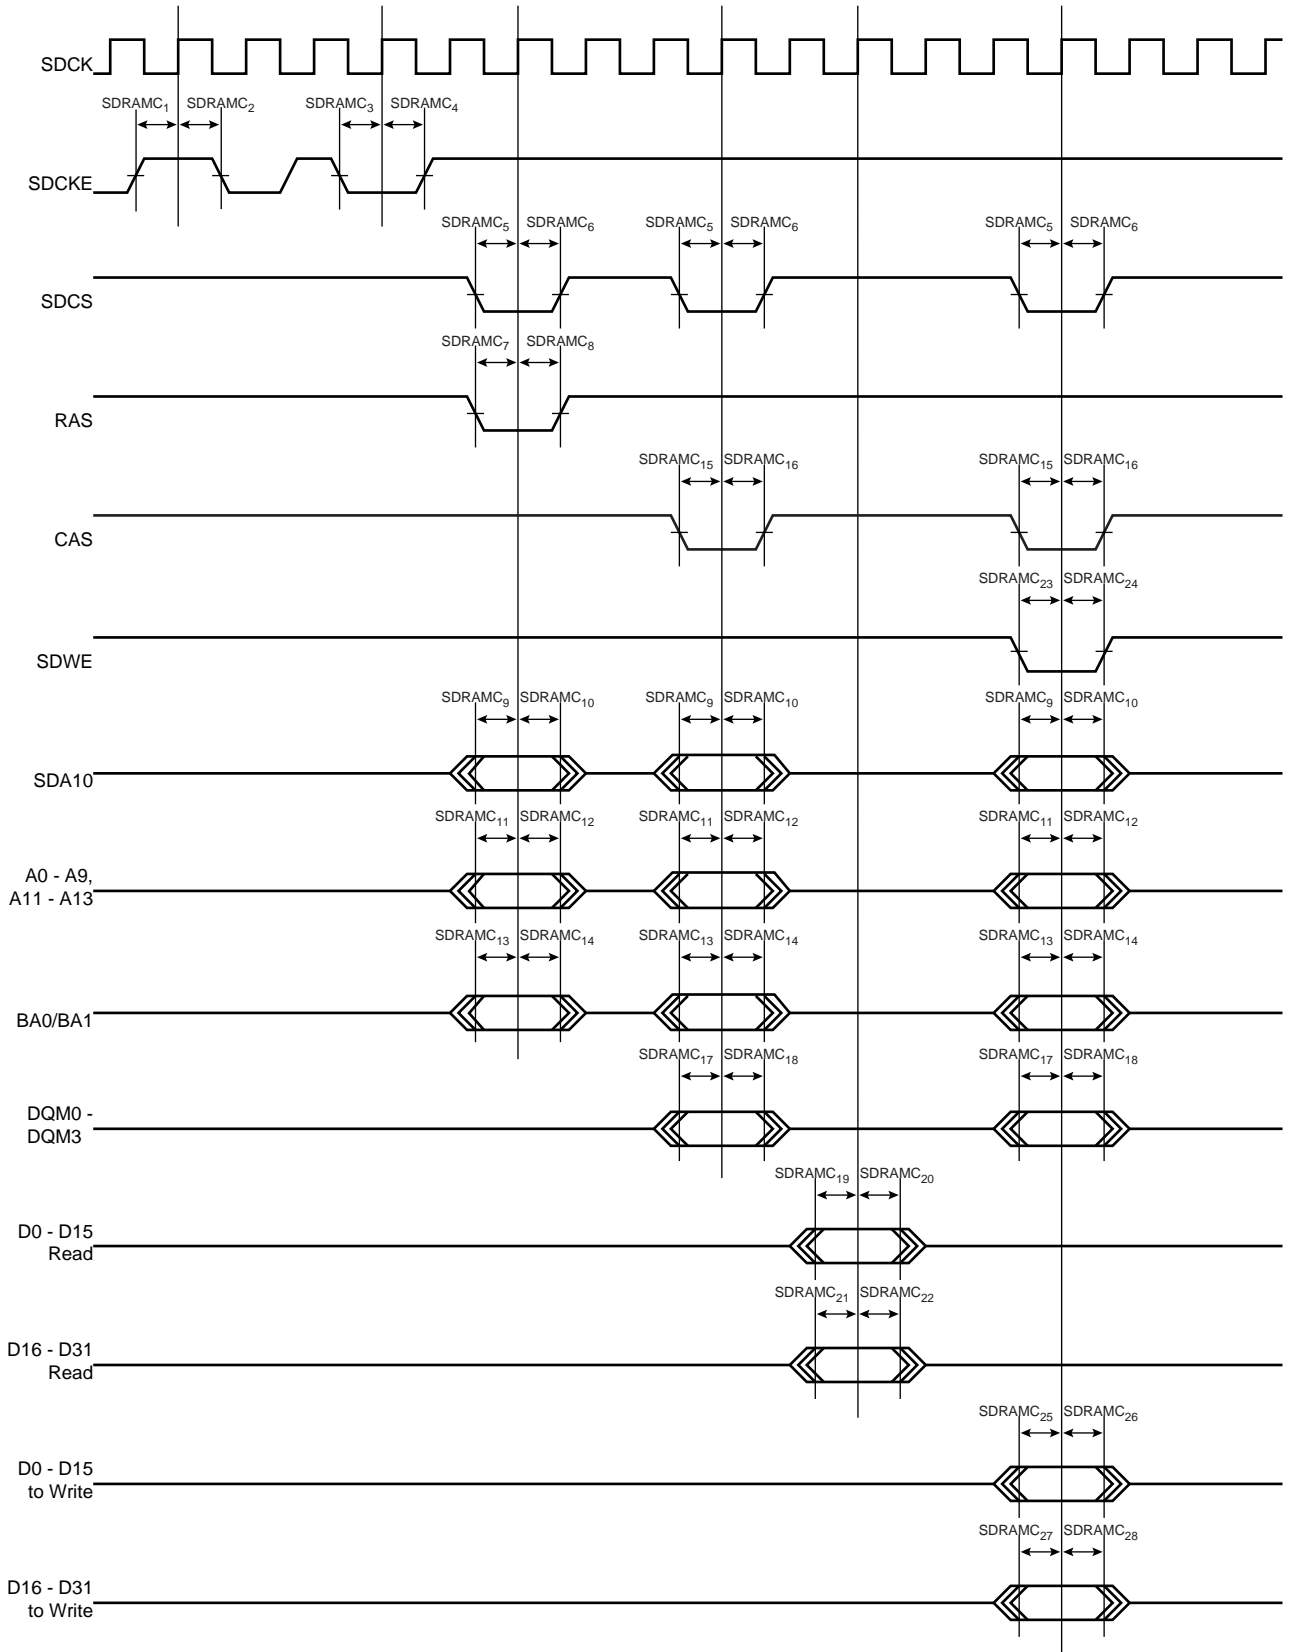 SDCK
SDRAMC1 SDRAMC2 SDRAMC3 SDRAMC4
SDCKE
SDRAMC5 SDRAMC6 SDRAMC5 SDRAMC6 SDRAMC5 SDRAMC6
SDCS
SDRAMC7 SDRAMC8
RAS
SDRAMC15 SDRAMC16 SDRAMC15 SDRAMC16
CAS
SDRAMC23 SDRAMC24
SDWE
SDRAMC9 SDRAMC10 SDRAMC9 SDRAMC10 SDRAMC9 SDRAMC10
SDA10
SDRAMC11 SDRAMC12 SDRAMC11 SDRAMC12 SDRAMC11 SDRAMC12
A0 - A9,
A11 - A13
SDRAMC13 SDRAMC14 SDRAMC13 SDRAMC14 SDRAMC13 SDRAMC14
BA0/BA1
SDRAMC17 SDRAMC18 SDRAMC17 SDRAMC18
DQM0 -
DQM3
SDRAMC19 SDRAMC20
D0 - D15
Read
SDRAMC21 SDRAMC22
D16 - D31
Read
SDRAMC25 SDRAMC26
D0 - D15
to Write
SDRAMC27 SDRAMC28
D16 - D31
to Write